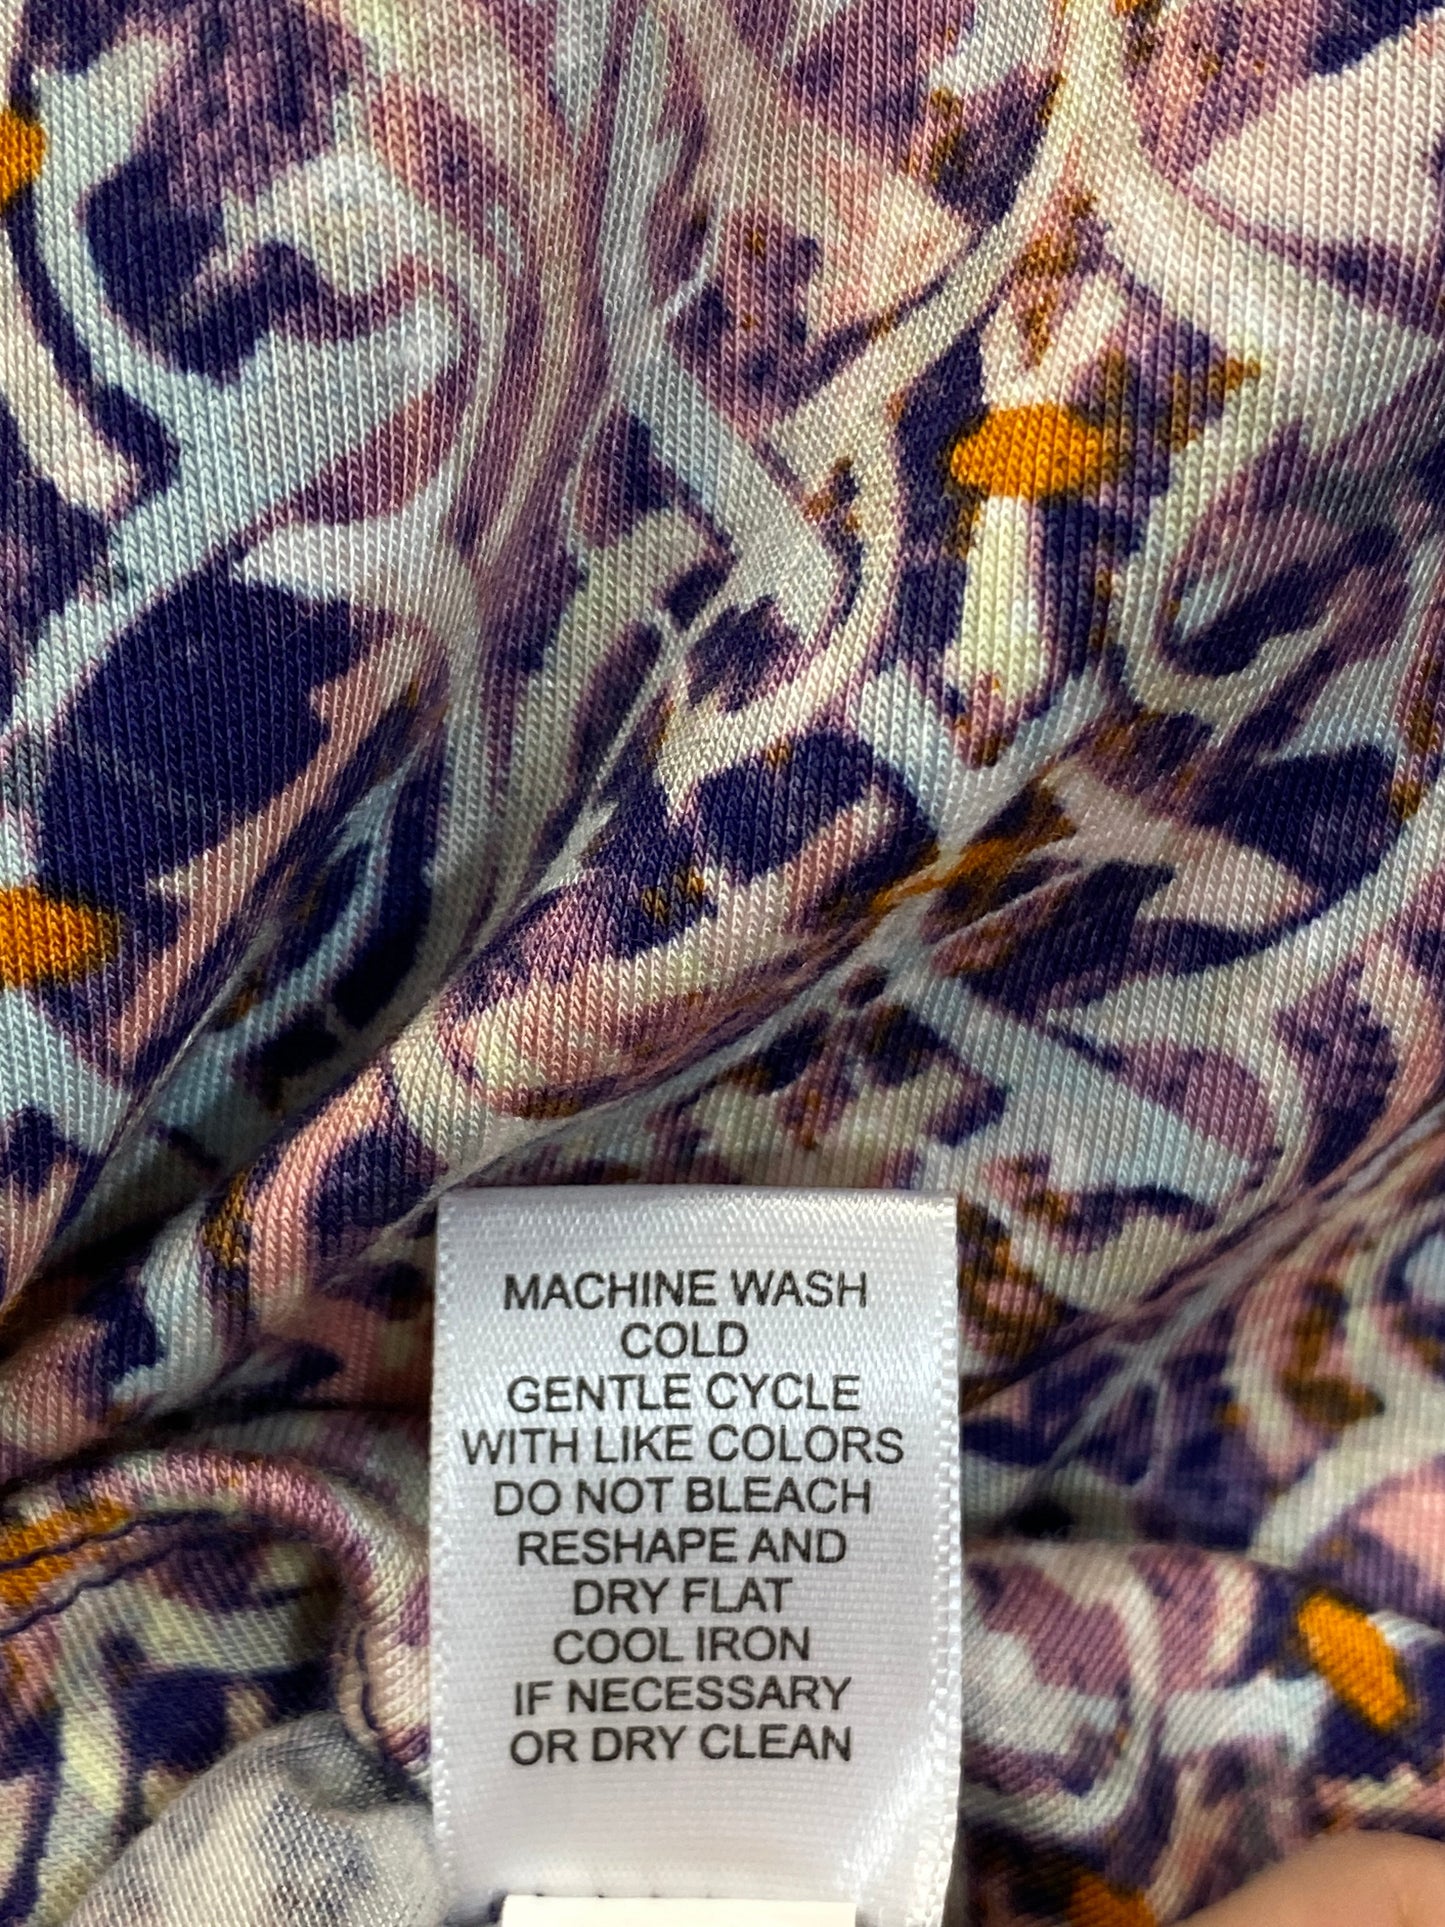 MACHINE WASH
COLD
GENTLE CYCLE
WITH LIKE COLORS
DO NOT BLEACH
RESHAPE AND
DRY FLAT
COOL IRON
IF NECESSARY
OR DRY CLEAN